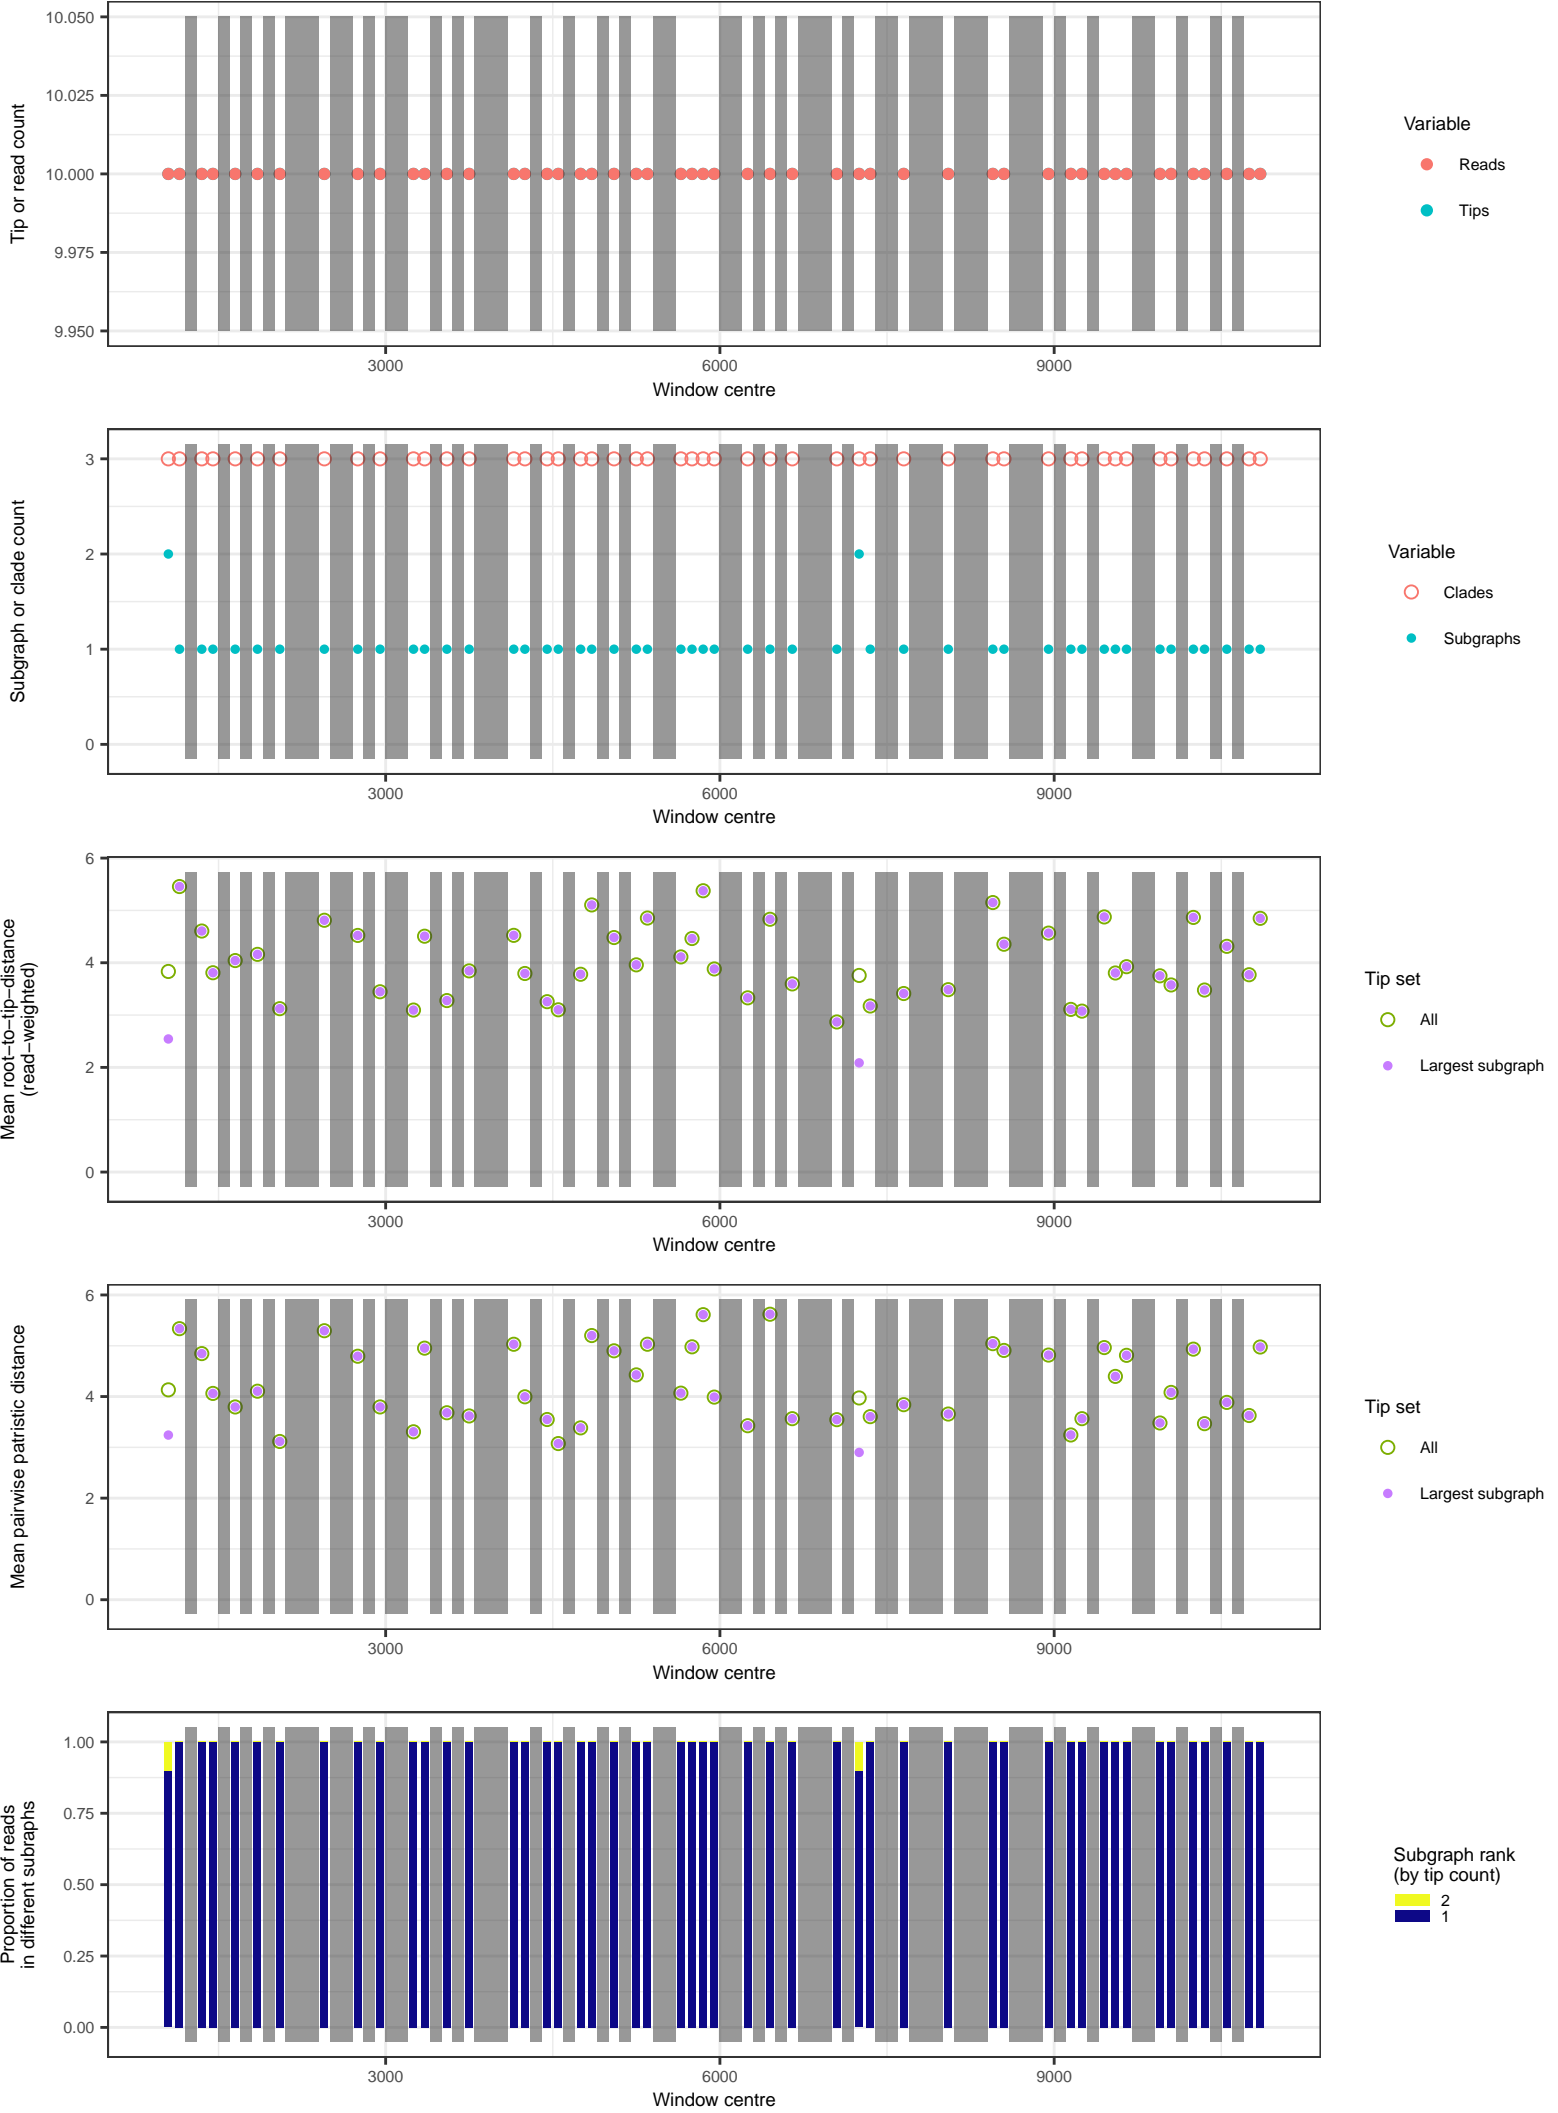 10.050
10.025
10.000
9.975
9.950
Tip or read count
3000
6000
9000
Window centre
Variable
Reads
Tips
3
2
1
0
Subgraph or clade count
3000
6000
9000
Window centre
Variable
Clades
Subgraphs
6
4
2
0
Mean root−to−tip−distance
(read−weighted)
3000
6000
9000
Window centre
Tip set
All
Largest subgraph
6
4
2
0
Mean pairwise patristic distance
3000
6000
9000
Window centre
Tip set
All
Largest subgraph
1.00
0.75
0.50
0.25
0.00
Proportion of reads
in different subraphs
3000
6000
9000
Window centre
Subgraph rank
(by tip count)
2
1